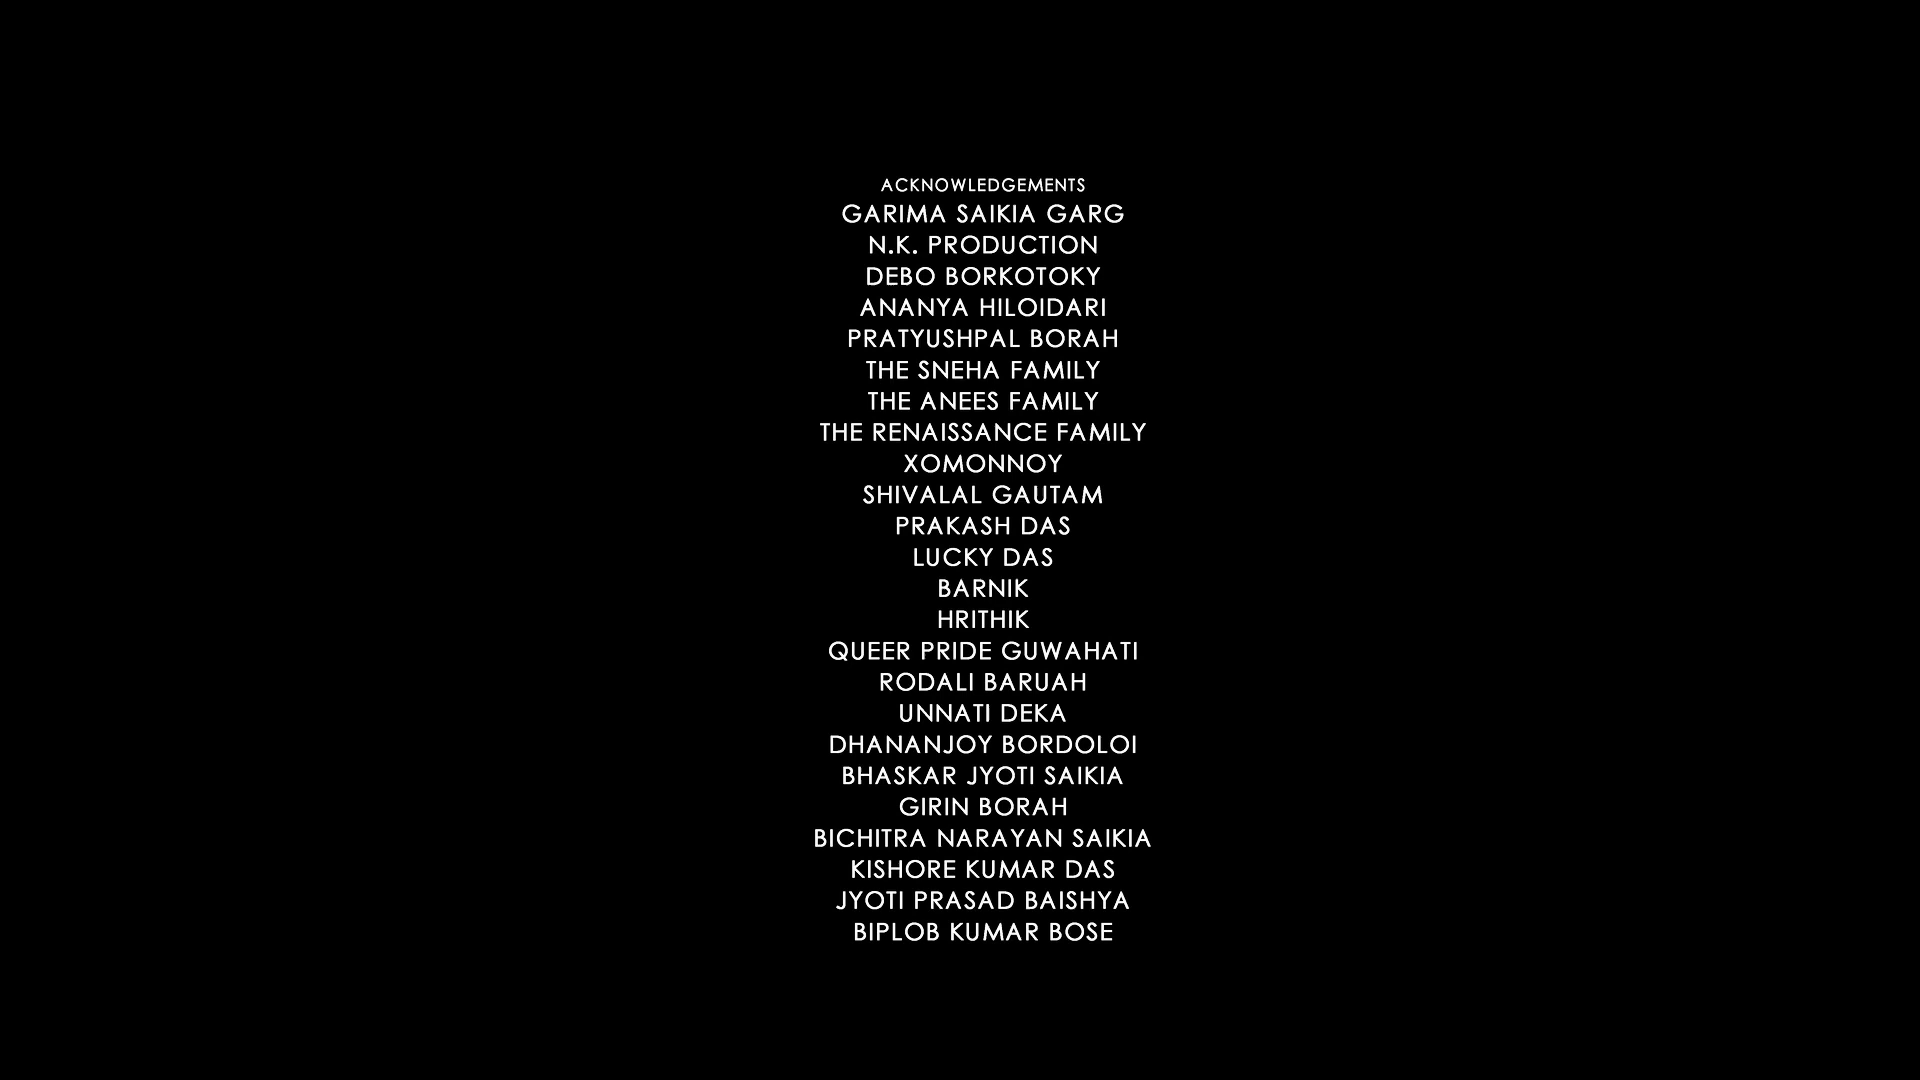 ACKNOWLEDGEMENTS
GARIMA SAIKIA GARG
N.K. PRODUCTION
DEBO BORKOTOKY
ANANYA HILOIDARI
PRATYUSHPAL BORAH
THE SNEHA FAMILY
THE ANEES FAMILY
THE RENAISSANCE FAMILY
XOMONNOY
SHIVALAL GAUTAM
PRAKASH DAS
LUCKY DAS
BARNIK
HRITHIK
QUEER PRIDE GUWAHATI
RODALI BARUAH
UNNATI DEKA
DHANANJOY BORDOLOI
BHASKAR JYOTI SAIKIA
GIRIN BORAH
BICHITRA NARAYAN SAIKIA
KISHORE KUMAR DAS
JYOTI PRASAD BAISHYA
BIPLOB KUMAR BOSE